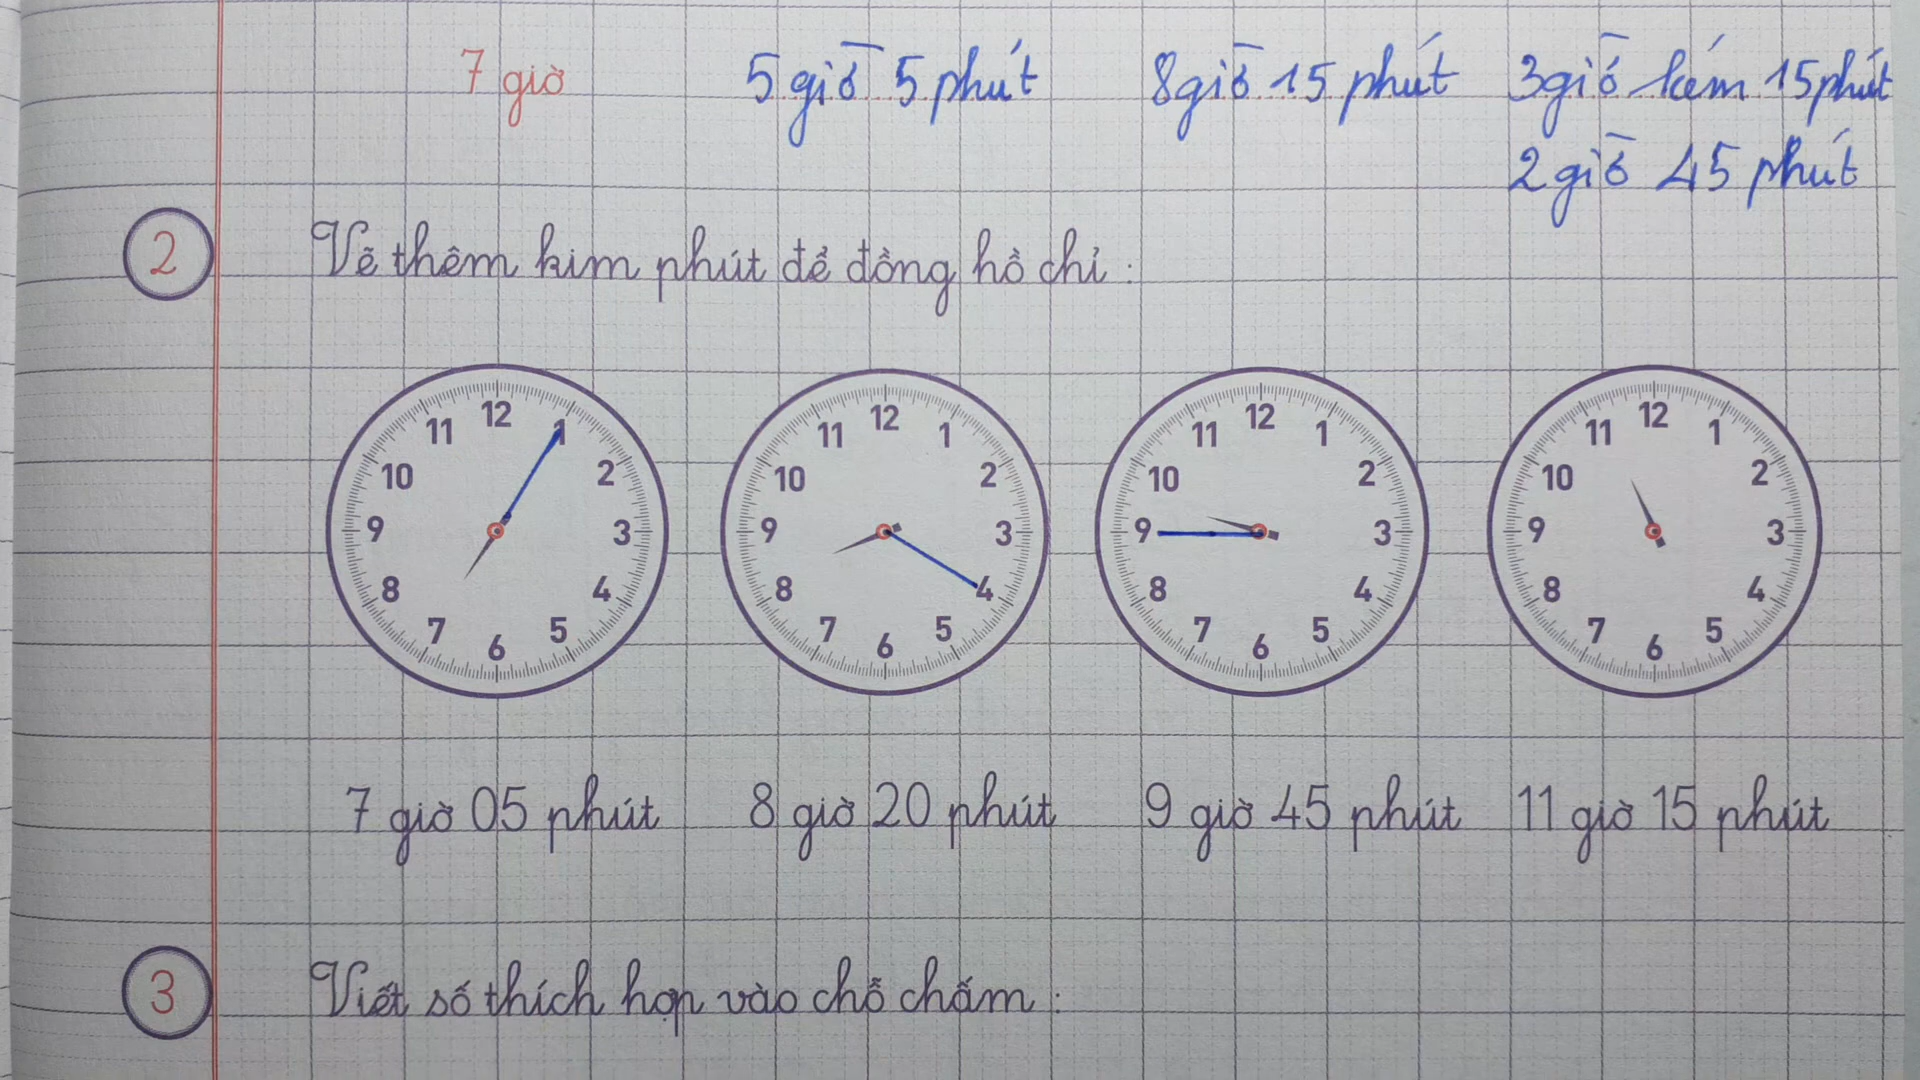 7 giờ 5 giờ 5 phút 8 giờ 15 phút 3 giờ kém 15 phút
2 giờ 45 phút
2 Vẽ thêm kim phút để đồng hồ chỉ :
12 1 2 3 4 5 6 7 8 9 10 11
12 1 2 3 4 5 6 7 8 9 10 11
12 1 2 3 4 5 6 7 8 9 10 11
12 1 2 3 4 5 6 7 8 9 10 11
7 giờ 05 phút 8 giờ 20 phút 9 giờ 45 phút 11 giờ 15 phút
3 Viết số thích hợp vào chỗ chấm :